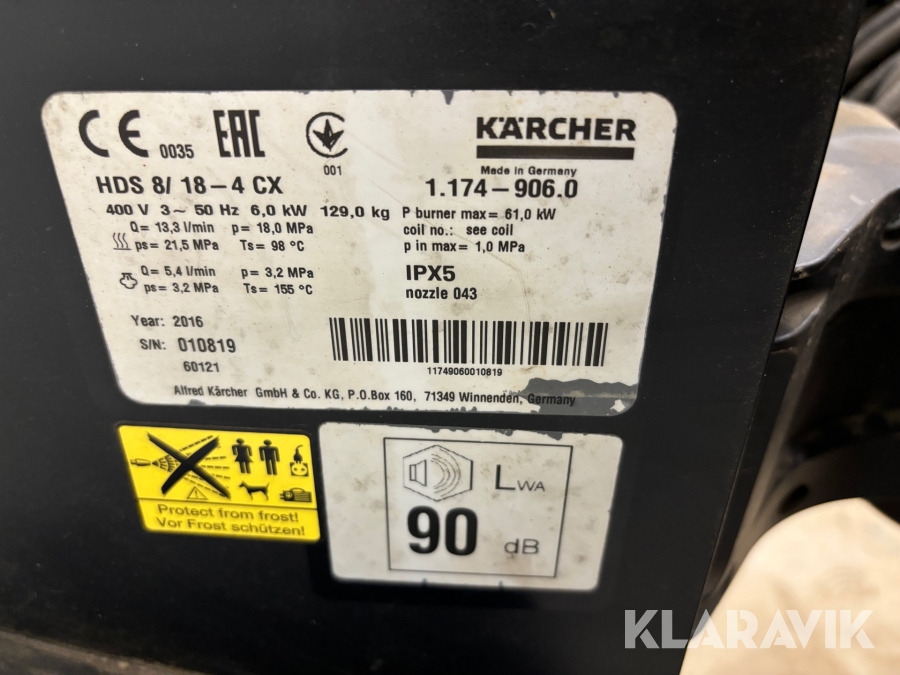 CE 0035 EAC 001
KÄRCHER
Made in Germany
HDS 8/ 18-4 CX 1.174-906.0
400 V 3~ 50 Hz 6,0 kW 129,0 kg P burner max= 61,0 kW
Q= 13,3 l/min p= 18,0 MPa coil no.: see coil
ps= 21,5 MPa Ts= 98 °C p in max= 1,0 MPa
Q= 5,4 l/min p= 3,2 MPa IPX5
ps= 3,2 MPa Ts= 155 °C nozzle 043
Year: 2016
S/N: 010819
60121
11749060010819
Alfred Kärcher GmbH & Co. KG, P.O.Box 160, 71349 Winnenden, Germany
Protect from frost!
Vor Frost schützen!
LWA
90 dB
KLARAVIK